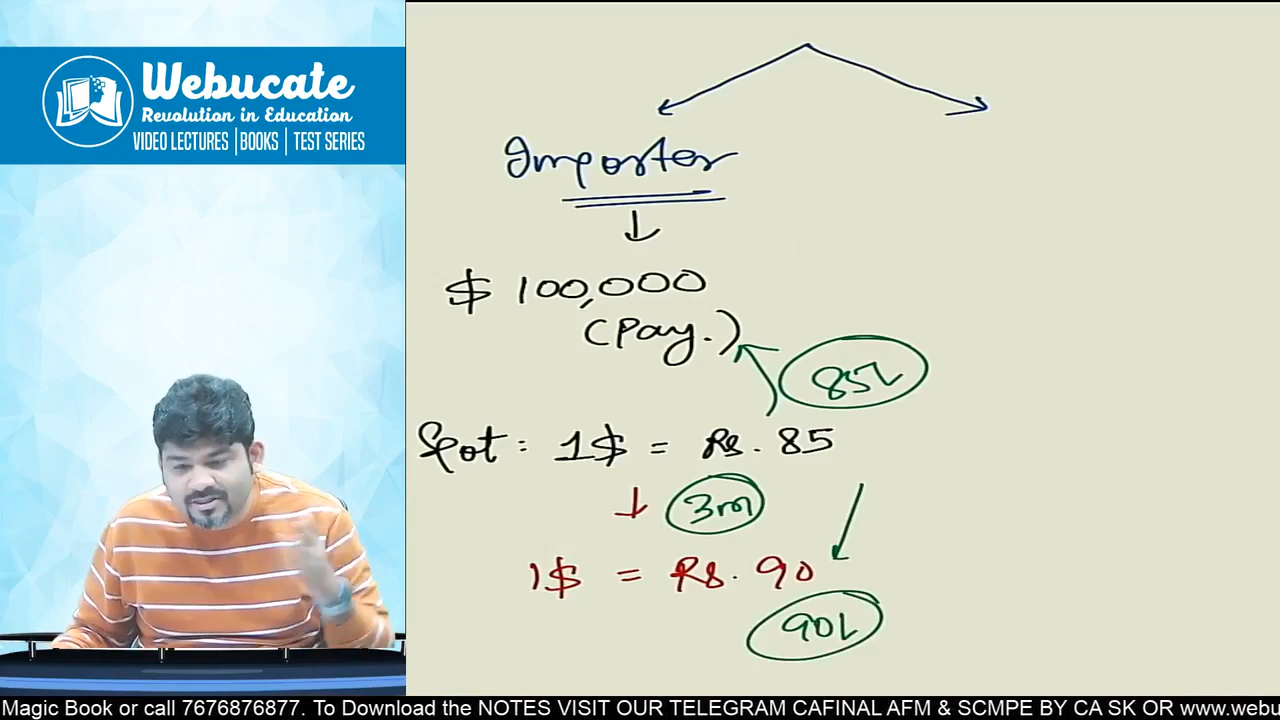 Webucate
Revolution in Education
VIDEO LECTURES | BOOKS | TEST SERIES
Importer
$ 100,000
(Pay.)
85L
Spot : 1$ = Rs. 85
3m
1$ = Rs. 90
90L
Magic Book or call 7676876877. To Download the NOTES VISIT OUR TELEGRAM CAFINAL AFM & SCMPE BY CA SK OR www.webu